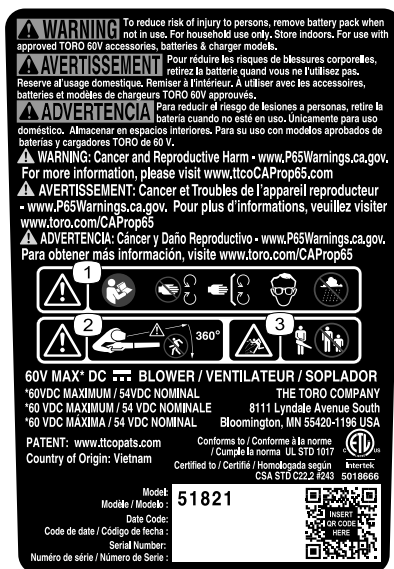 WARNING To reduce risk of injury to persons, remove battery pack when
not in use. For household use only. Store indoors. For use with
approved TORO 60V accessories, batteries & charger models.
AVERTISSEMENT Pour réduire les risques de blessures corporelles,
retirez la batterie quand vous ne l'utilisez pas.
Reserve al'usage domestique. Remiser à l'intérieur. À utiliser avec les accessoires,
batteries et modèles de chargeurs TORO 60V approuvés.
ADVERTENCIA Para reducir el riesgo de lesiones a personas, retire la
batería cuando no esté en uso. Únicamente para uso
doméstico. Almacenar en espacios interiores. Para su uso con modelos aprobados de
baterías y cargadores TORO de 60 V.
WARNING: Cancer and Reproductive Harm - www.P65Warnings.ca.gov.
For more information, please visit www.ttcoCAProp65.com
AVERTISSEMENT: Cancer et Troubles de l'appareil reproducteur
- www.P65Warnings.ca.gov. Pour plus d'informations, veuillez visiter
www.toro.com/CAProp65
ADVERTENCIA: Cáncer y Daño Reproductivo - www.P65Warnings.ca.gov.
Para obtener más información, visite www.toro.com/CAProp65
1
2
360°
3
60V MAX* DC BLOWER / VENTILATEUR / SOPLADOR
*60VDC MAXIMUM / 54VDC NOMINAL
*60 VDC MAXIMUM / 54 VDC NOMINALE
*60 VDC MÁXIMA / 54 VDC NOMINAL
THE TORO COMPANY
8111 Lyndale Avenue South
Bloomington, MN 55420-1196 USA
PATENT: www.ttcopats.com
Country of Origin: Vietnam
Conforms to / Conforme à la norme
/ Cumple la norma UL STD 1017
Certified to / Certifié / Homologada según
CSA STD C22.2 #243
C ETL US
Intertek
5018666
Model:
Modèle / Modelo :
51821
Date Code:
Code de date / Código de fecha :
Serial Number:
Numéro de série / Número de Serie :
INSERT
QR CODE
HERE